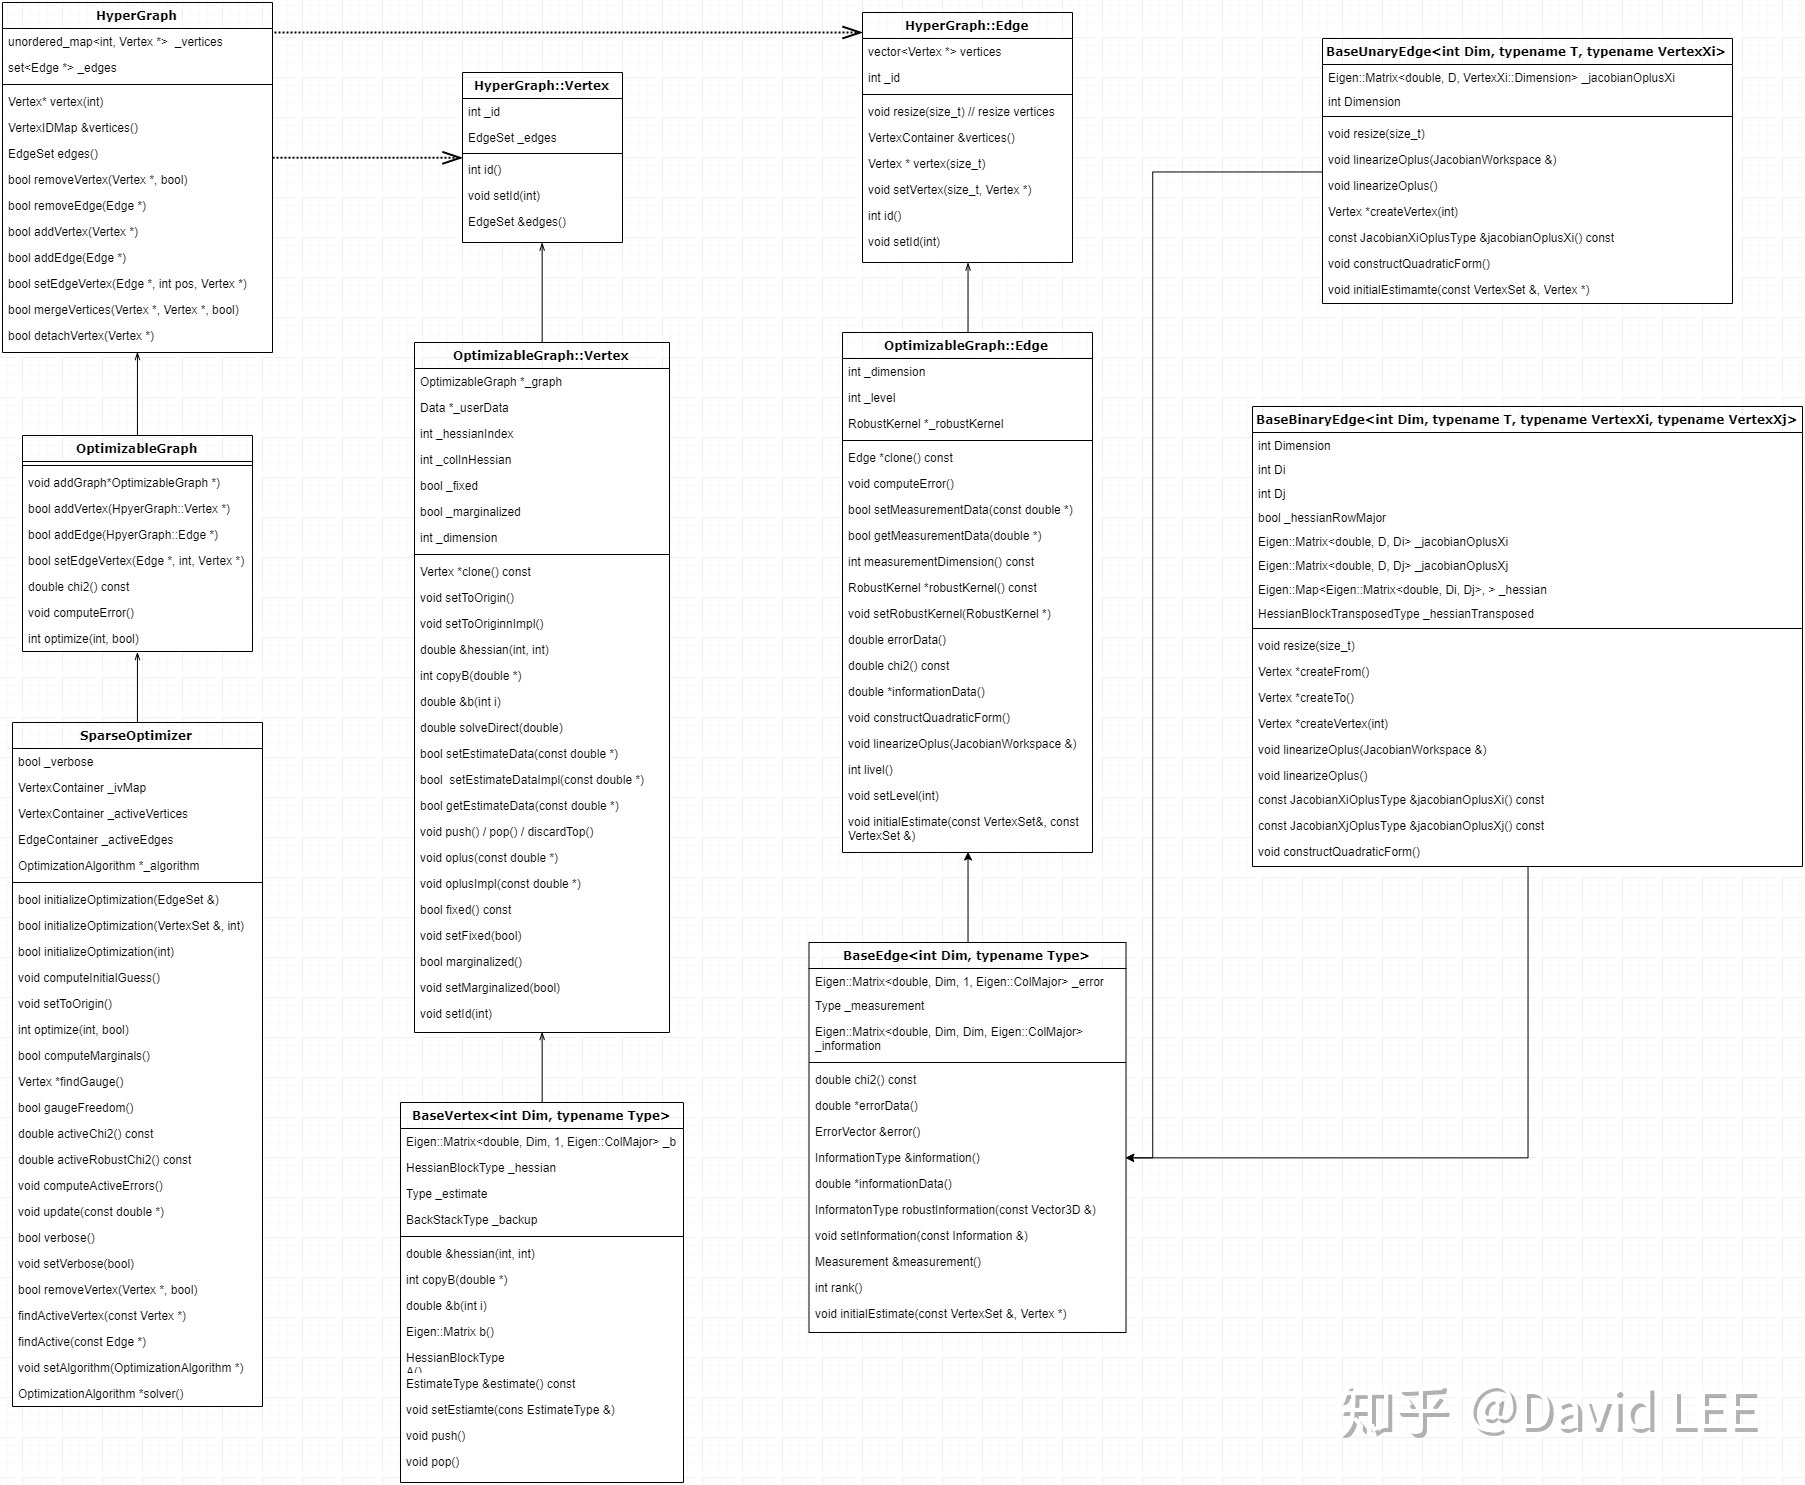 HyperGraph
unordered_map<int, Vertex *>  _vertices
set<Edge *> _edges
Vertex* vertex(int)
VertexIDMap &vertices()
EdgeSet edges()
bool removeVertex(Vertex *, bool)
bool removeEdge(Edge *)
bool addVertex(Vertex *)
bool addEdge(Edge *)
bool setEdgeVertex(Edge *, int pos, Vertex *)
bool mergeVertices(Vertex *, Vertex *, bool)
bool detachVertex(Vertex *)
OptimizableGraph
void addGraph*OptimizableGraph *)
bool addVertex(HpyerGraph::Vertex *)
bool addEdge(HpyerGraph::Edge *)
bool setEdgeVertex(Edge *, int, Vertex *)
double chi2() const
void computeError()
int optimize(int, bool)
SparseOptimizer
bool _verbose
VertexContainer _ivMap
VertexContainer _activeVertices
EdgeContainer _activeEdges
OptimizationAlgorithm *_algorithm
bool initializeOptimization(EdgeSet &)
bool initializeOptimization(VertexSet &, int)
bool initializeOptimization(int)
void computeInitialGuess()
void setToOrigin()
int optimize(int, bool)
bool computeMarginals()
Vertex *findGauge()
bool gaugeFreedom()
double activeChi2() const
double activeRobustChi2() const
void computeActiveErrors()
void update(const double *)
bool verbose()
void setVerbose(bool)
bool removeVertex(Vertex *, bool)
findActiveVertex(const Vertex *)
findActive(const Edge *)
void setAlgorithm(OptimizationAlgorithm *)
OptimizationAlgorithm *solver()
HyperGraph::Vertex
int _id
EdgeSet _edges
int id()
void setId(int)
EdgeSet &edges()
OptimizableGraph::Vertex
OptimizableGraph *_graph
Data *_userData
int _hessianIndex
int _colInHessian
bool _fixed
bool _marginalized
int _dimension
Vertex *clone() const
void setToOrigin()
void setToOriginnImpl()
double &hessian(int, int)
int copyB(double *)
double &b(int i)
double solveDirect(double)
bool setEstimateData(const double *)
bool  setEstimateDataImpl(const double *)
bool getEstimateData(const double *)
void push() / pop() / discardTop()
void oplus(const double *)
void oplusImpl(const double *)
bool fixed() const
void setFixed(bool)
bool marginalized()
void setMarginalized(bool)
void setId(int)
BaseVertex<int Dim, typename Type>
Eigen::Matrix<double, Dim, 1, Eigen::ColMajor> _b
HessianBlockType _hessian
Type _estimate
BackStackType _backup
double &hessian(int, int)
int copyB(double *)
double &b(int i)
Eigen::Matrix b()
HessianBlockType
A()
EstimateType &estimate() const
void setEstiamte(cons EstimateType &)
void push()
void pop()
HyperGraph::Edge
vector<Vertex *> vertices
int _id
void resize(size_t) // resize vertices
VertexContainer &vertices()
Vertex * vertex(size_t)
void setVertex(size_t, Vertex *)
int id()
void setId(int)
OptimizableGraph::Edge
int _dimension
int _level
RobustKernel *_robustKernel
Edge *clone() const
void computeError()
bool setMeasurementData(const double *)
bool getMeasurementData(double *)
int measurementDimension() const
RobustKernel *robustKernel() const
void setRobustKernel(RobustKernel *)
double errorData()
double chi2() const
double *informationData()
void constructQuadraticForm()
void linearizeOplus(JacobianWorkspace &)
int livel()
void setLevel(int)
void initialEstimate(const VertexSet&, const
VertexSet &)
BaseEdge<int Dim, typename Type>
Eigen::Matrix<double, Dim, 1, Eigen::ColMajor> _error
Type _measurement
Eigen::Matrix<double, Dim, Dim, Eigen::ColMajor>
_information
double chi2() const
double *errorData()
ErrorVector &error()
InformationType &information()
double *informationData()
InformatonType robustInformation(const Vector3D &)
void setInformation(const Information &)
Measurement &measurement()
int rank()
void initialEstimate(const VertexSet &, Vertex *)
BaseUnaryEdge<int Dim, typename T, typename VertexXi>
Eigen::Matrix<double, D, VertexXi::Dimension> _jacobianOplusXi
int Dimension
void resize(size_t)
void linearizeOplus(JacobianWorkspace &)
void linearizeOplus()
Vertex *createVertex(int)
const JacobianXiOplusType &jacobianOplusXi() const
void constructQuadraticForm()
void initialEstimamte(const VertexSet &, Vertex *)
BaseBinaryEdge<int Dim, typename T, typename VertexXi, typename VertexXj>
int Dimension
int Di
int Dj
bool _hessianRowMajor
Eigen::Matrix<double, D, Di> _jacobianOplusXi
Eigen::Matrix<double, D, Dj> _jacobianOplusXj
Eigen::Map<Eigen::Matrix<double, Di, Dj>, > _hessian
HessianBlockTransposedType _hessianTransposed
void resize(size_t)
Vertex *createFrom()
Vertex *createTo()
Vertex *createVertex(int)
void linearizeOplus(JacobianWorkspace &)
void linearizeOplus()
const JacobianXiOplusType &jacobianOplusXi() const
const JacobianXjOplusType &jacobianOplusXj() const
void constructQuadraticForm()
知乎 @David LEE